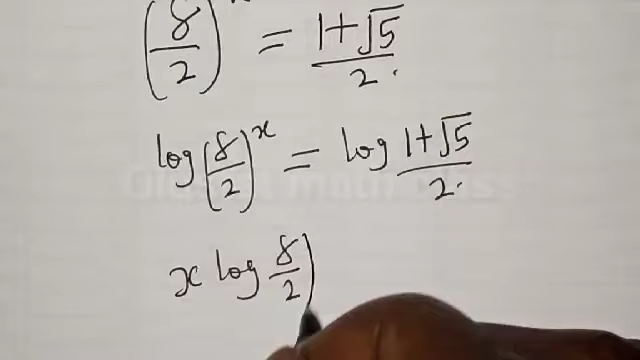 (8/2)^x = (1+√5)/2.
log(8/2)^x = log (1+√5)/2.
x log 8/2)